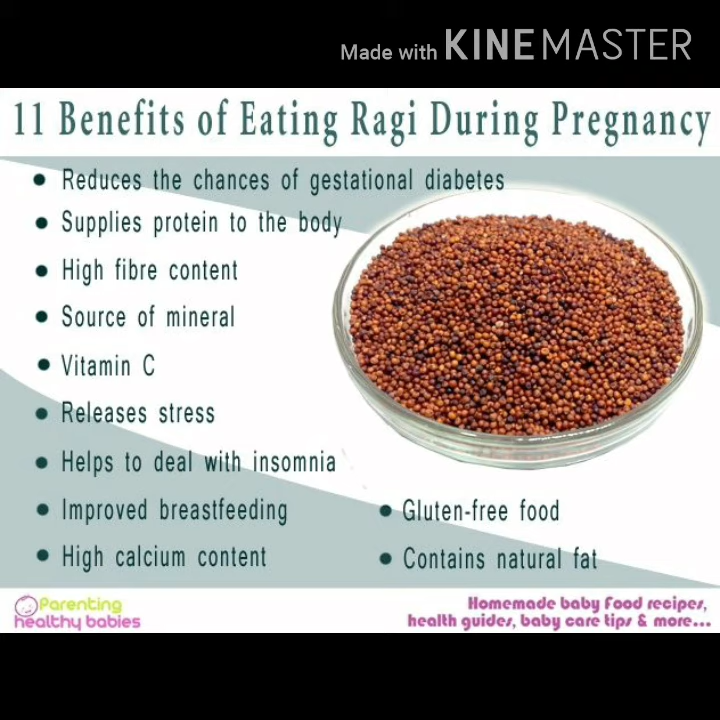 Made with KINEMASTER
11 Benefits of Eating Ragi During Pregnancy
Reduces the chances of gestational diabetes
Supplies protein to the body
High fibre content
Source of mineral
Vitamin C
Releases stress
Helps to deal with insomnia
Improved breastfeeding
High calcium content
Gluten-free food
Contains natural fat
Parenting
healthy babies
Homemade baby food recipes,
health guides, baby care tips & more...